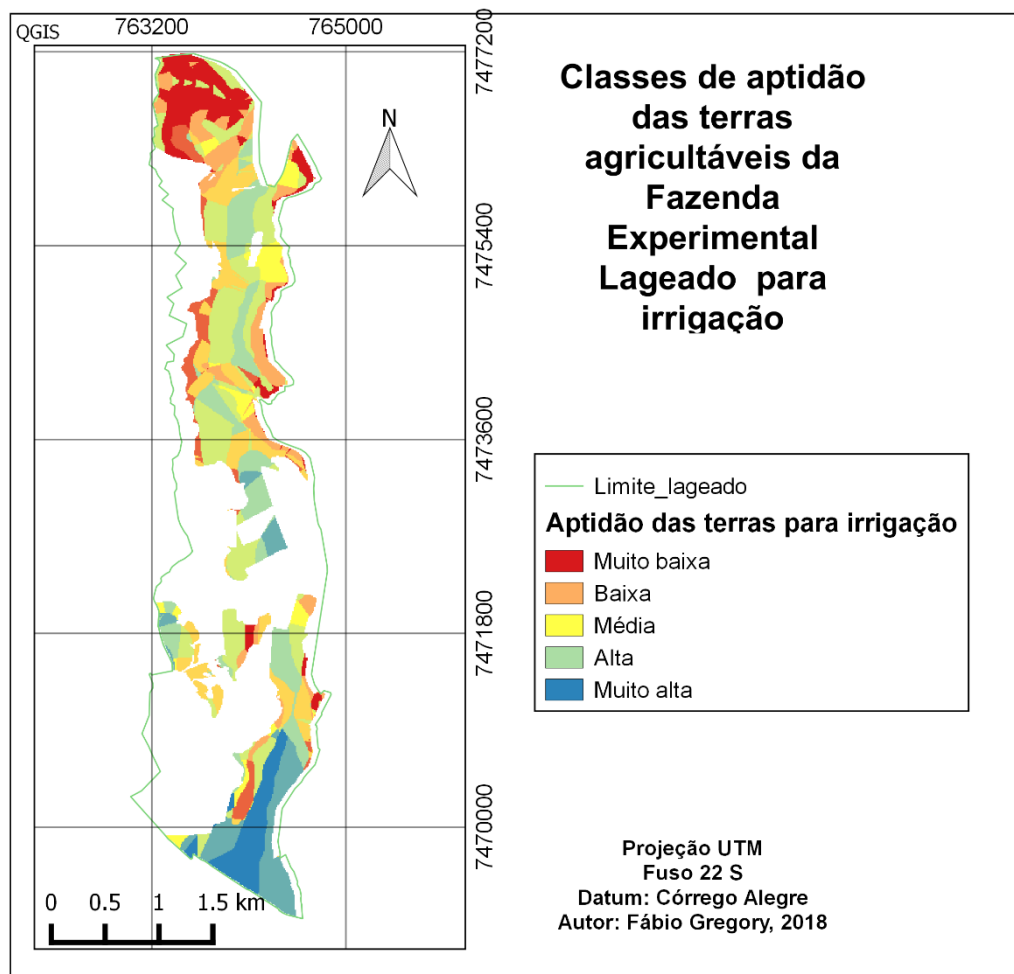 QGIS
763200 765000
7477200
7475400
7473600
7471800
7470000
N
0 0.5 1 1.5 km
Classes de aptidão
das terras
agricultáveis da
Fazenda
Experimental
Lageado para
irrigação
Limite_lageado
Aptidão das terras para irrigação
Muito baixa
Baixa
Média
Alta
Muito alta
Projeção UTM
Fuso 22 S
Datum: Córrego Alegre
Autor: Fábio Gregory, 2018